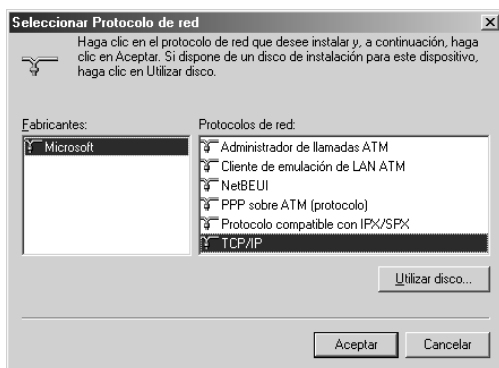 Seleccionar Protocolo de red
Haga clic en el protocolo de red que desee instalar y, a continuación, haga
clic en Aceptar. Si dispone de un disco de instalación para este dispositivo,
haga clic en Utilizar disco.
Fabricantes:
Microsoft
Protocolos de red:
Administrador de llamadas ATM
Cliente de emulación de LAN ATM
NetBEUI
PPP sobre ATM (protocolo)
Protocolo compatible con IPX/SPX
TCP/IP
Utilizar disco...
Aceptar
Cancelar